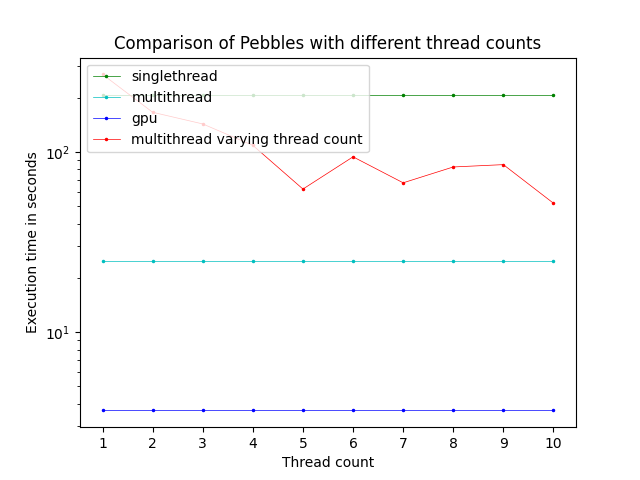 Comparison of Pebbles with different thread counts
singlethread
multithread
gpu
multithread varying thread count
Execution time in seconds
10²
10¹
1 2 3 4 5 6 7 8 9 10
Thread count